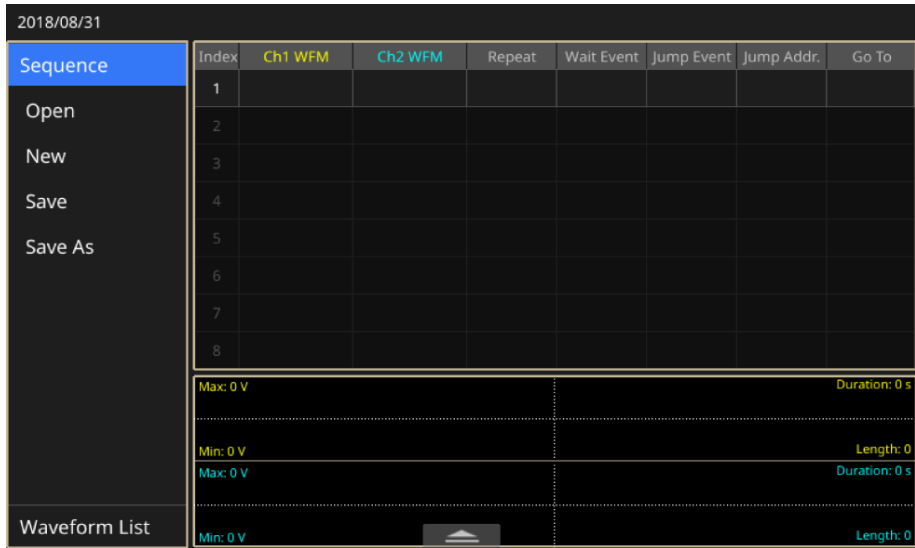 2018/08/31
Sequence
Open
New
Save
Save As
Waveform List
Index Ch1 WFM Ch2 WFM Repeat Wait Event Jump Event Jump Addr. Go To
1
2
3
4
5
6
7
8
Max: 0 V Duration: 0 s
Min: 0 V Length: 0
Max: 0 V Duration: 0 s
Min: 0 V Length: 0